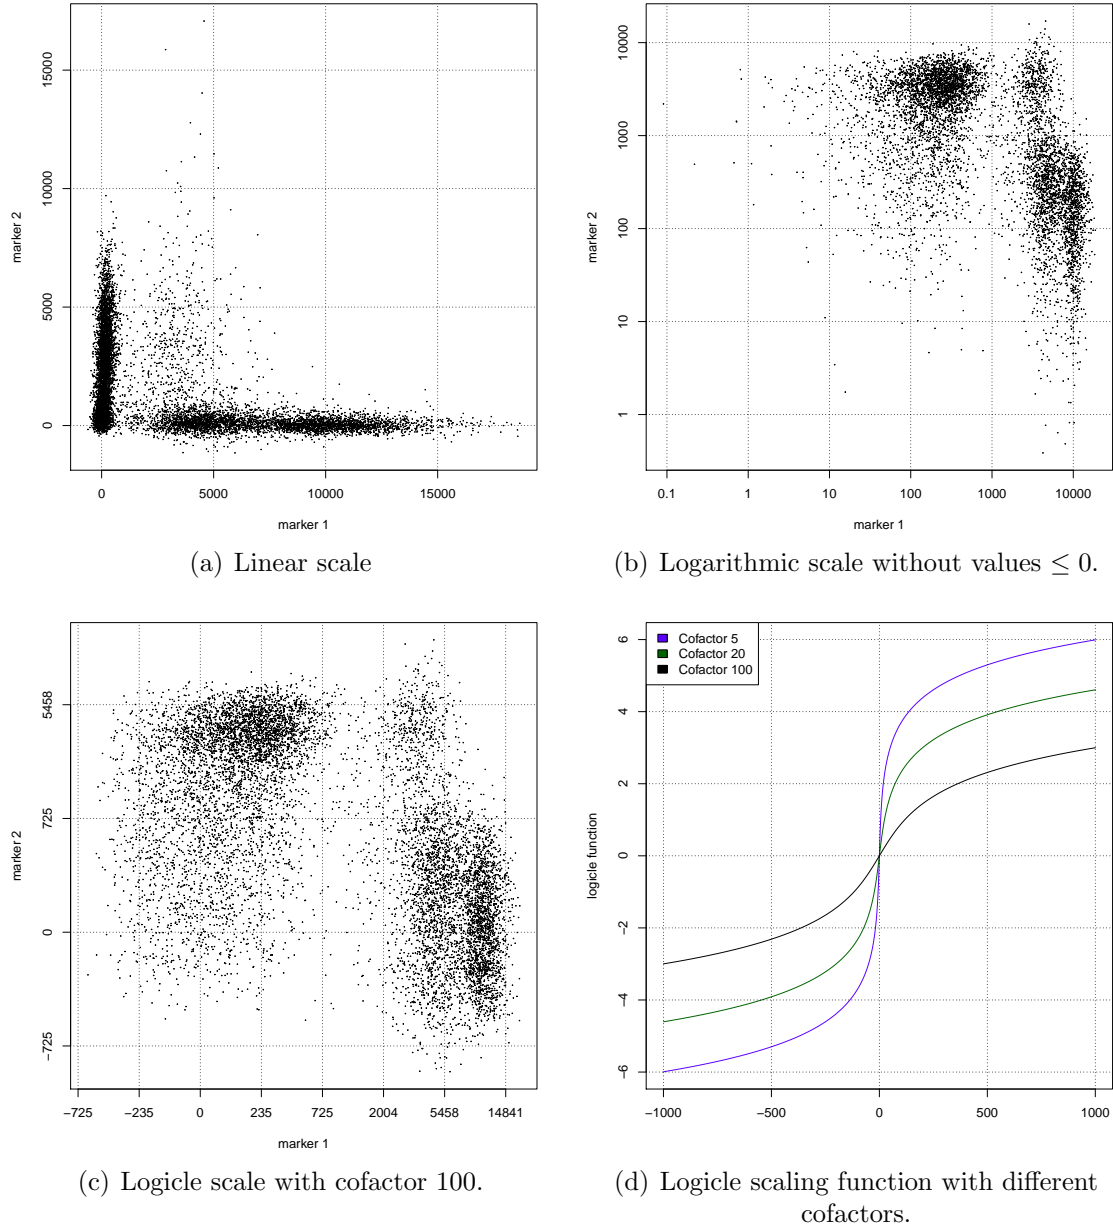 15000
10000
5000
0
marker 2
0 5000 10000 15000
marker 1
(a) Linear scale
10000
1000
100
10
1
marker 2
0.1 1 10 100 1000 10000
marker 1
(b) Logarithmic scale without values ≤ 0.
5458
725
0
−725
marker 2
−725 −235 0 235 725 2004 5458 14841
marker 1
(c) Logicle scale with cofactor 100.
Cofactor 5
Cofactor 20
Cofactor 100
6
4
2
0
−2
−4
−6
logicle function
−1000 −500 0 500 1000
(d) Logicle scaling function with different
cofactors.